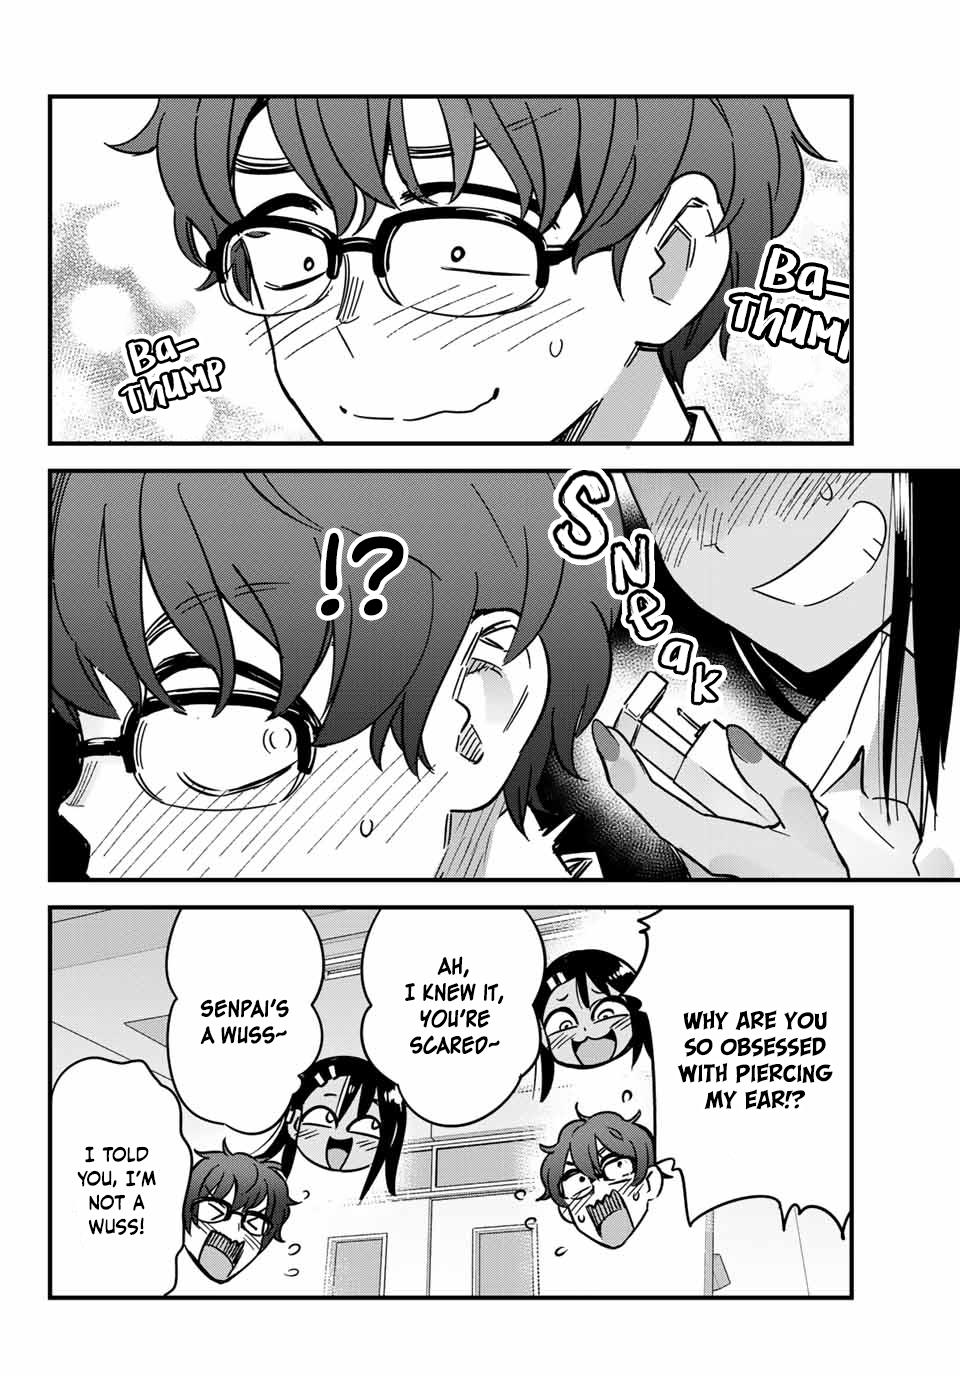 Ba-
Thump
Ba-
Thump
!?
Sneak
WHY ARE YOU
SO OBSESSED
WITH PIERCING
MY EAR!?
AH,
I KNEW IT,
YOU'RE
SCARED~
SENPAI'S
A WUSS~
I TOLD
YOU, I'M
NOT A
WUSS!